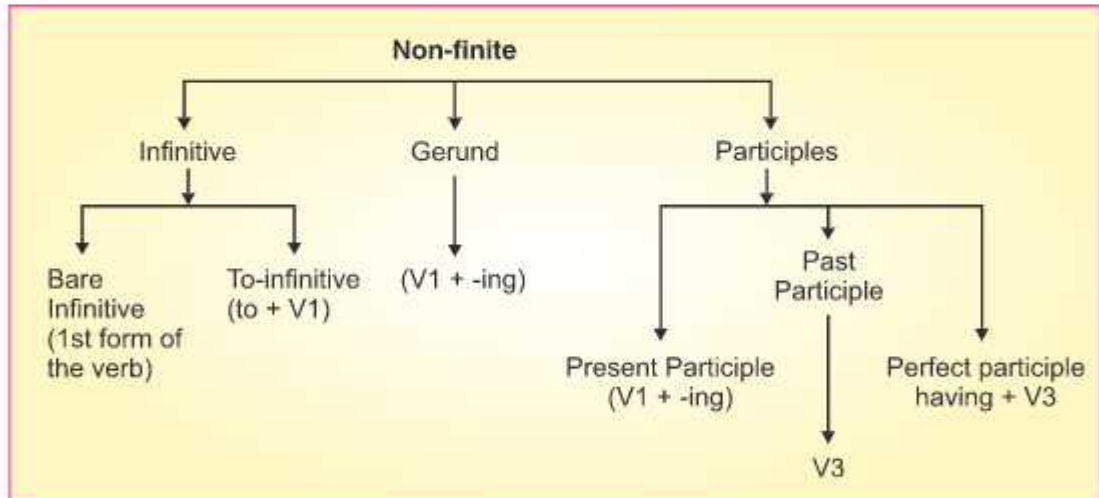 Non-finite
Infinitive
Gerund
Participles
Bare
Infinitive
(1st form of
the verb)
To-infinitive
(to + V1)
(V1 + -ing)
Past
Participle
Present Participle
(V1 + -ing)
Perfect participle
having + V3
V3